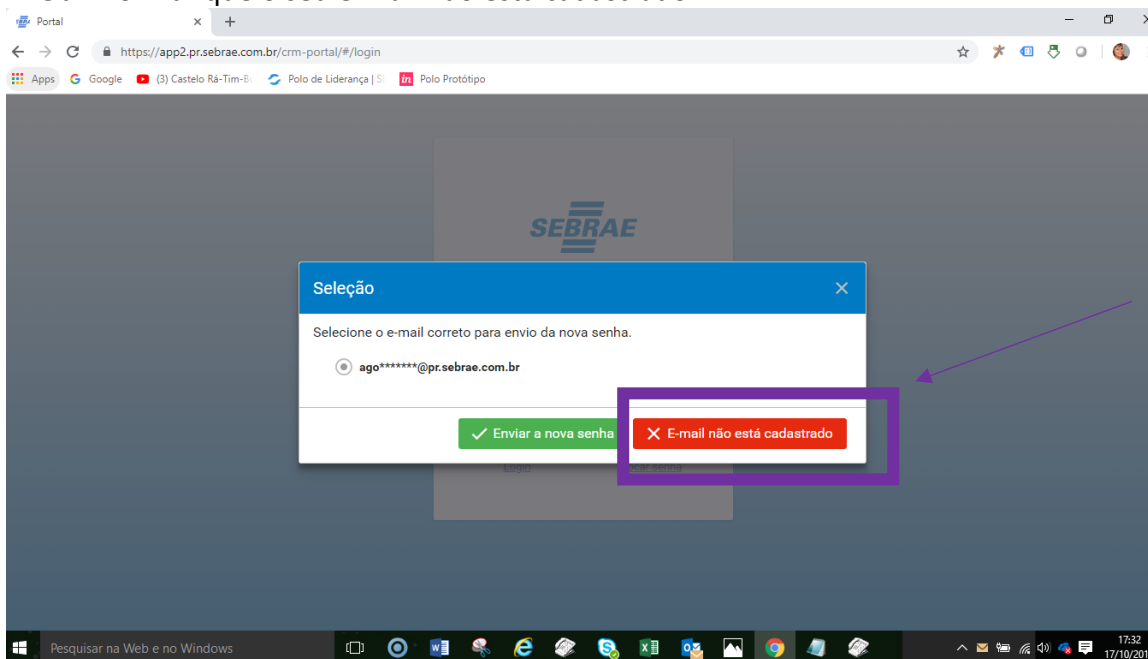 Portal
https://app2.pr.sebrae.com.br/crm-portal/#/login
Apps Google (3) Castelo Rá-Tim-B Polo de Liderança | S in Polo Protótipo
SEBRAE
Seleção
Selecione o e-mail correto para envio da nova senha.
ago*******@pr.sebrae.com.br
Enviar a nova senha E-mail não está cadastrado
Login senha
Pesquisar na Web e no Windows
17:32
17/10/201